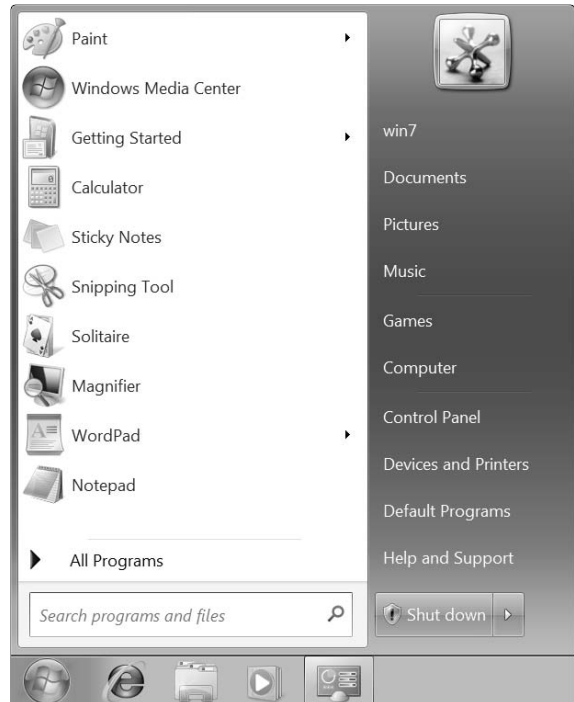 Paint
Windows Media Center
Getting Started
Calculator
Sticky Notes
Snipping Tool
Solitaire
Magnifier
WordPad
Notepad
All Programs
Search programs and files
win7
Documents
Pictures
Music
Games
Computer
Control Panel
Devices and Printers
Default Programs
Help and Support
Shut down